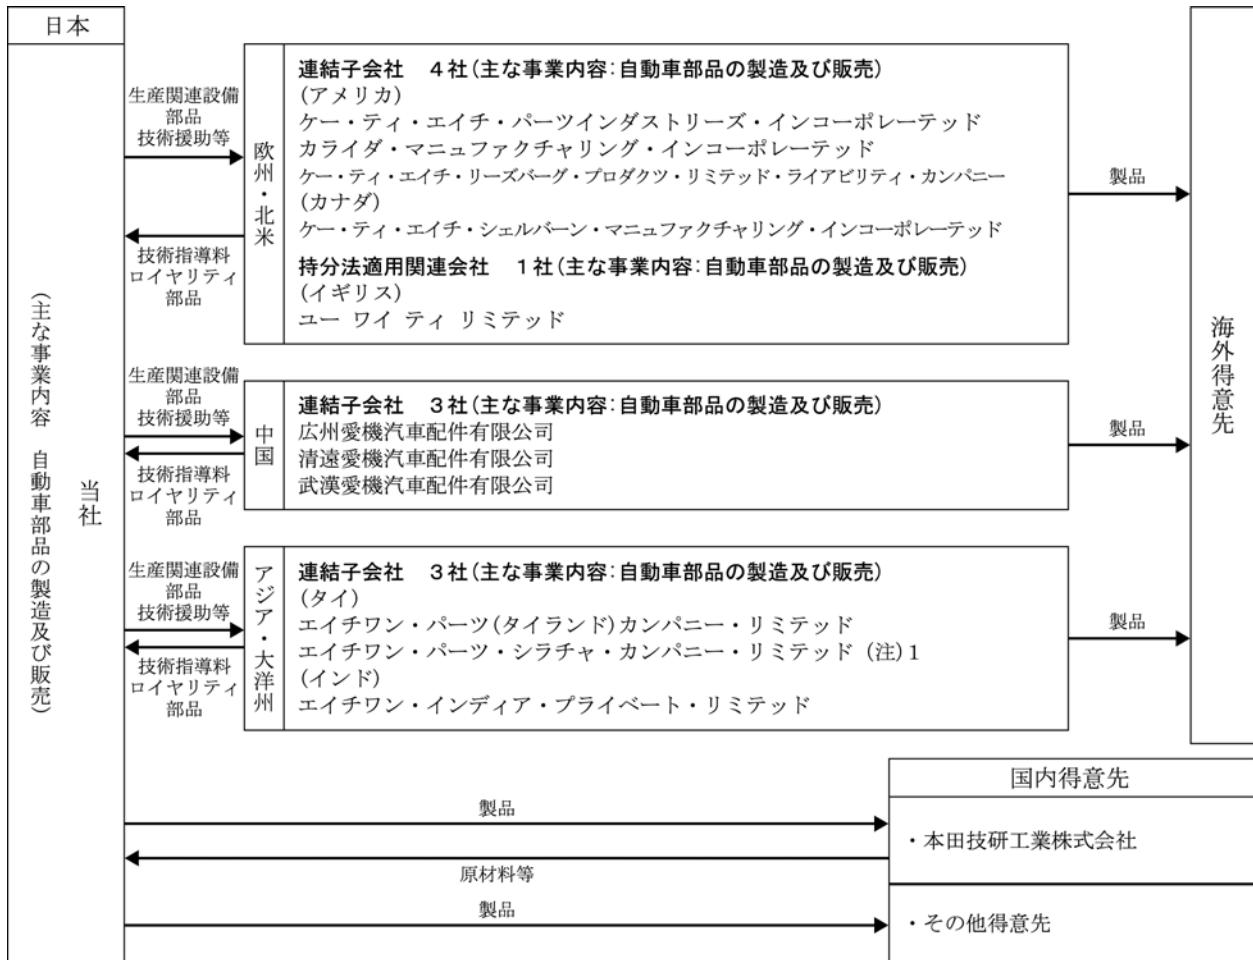 日本
(主な事業内容　自動車部品の製造及び販売)
当社
生産関連設備
部品
技術援助等
技術指導料
ロイヤリティ
部品
欧州・北米
連結子会社　４社(主な事業内容:自動車部品の製造及び販売)
(アメリカ)
ケー・ティ・エイチ・パーツインダストリーズ・インコーポレーテッド
カライダ・マニュファクチャリング・インコーポレーテッド
ケー・ティ・エイチ・リーズバーグ・プロダクツ・リミテッド・ライアビリティ・カンパニー
(カナダ)
ケー・ティ・エイチ・シェルバーン・マニュファクチャリング・インコーポレーテッド
持分法適用関連会社　１社(主な事業内容:自動車部品の製造及び販売)
(イギリス)
ユー ワイ ティ リミテッド
製品
生産関連設備
部品
技術援助等
技術指導料
ロイヤリティ
部品
中国
連結子会社　３社(主な事業内容:自動車部品の製造及び販売)
広州愛機汽車配件有限公司
清遠愛機汽車配件有限公司
武漢愛機汽車配件有限公司
製品
生産関連設備
部品
技術援助等
技術指導料
ロイヤリティ
部品
アジア・大洋州
連結子会社　３社(主な事業内容:自動車部品の製造及び販売)
(タイ)
エイチワン・パーツ(タイランド)カンパニー・リミテッド
エイチワン・パーツ・シラチャ・カンパニー・リミテッド (注)1
(インド)
エイチワン・インディア・プライベート・リミテッド
製品
海外得意先
製品
原材料等
製品
国内得意先
・本田技研工業株式会社
・その他得意先